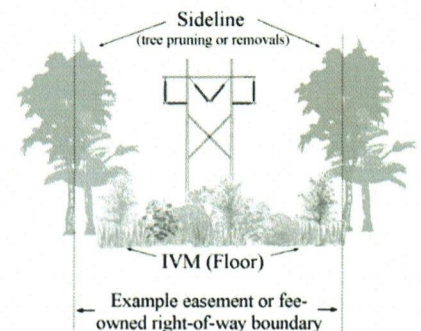 Sideline
(tree pruning or removals)
IVM (Floor)
Example easement or fee-
owned right-of-way boundary